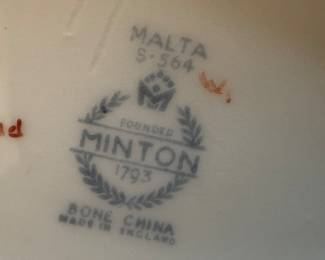 MALTA
S-564
M
FOUNDED
MINTON
1793
BONE CHINA
MADE IN ENGLAND